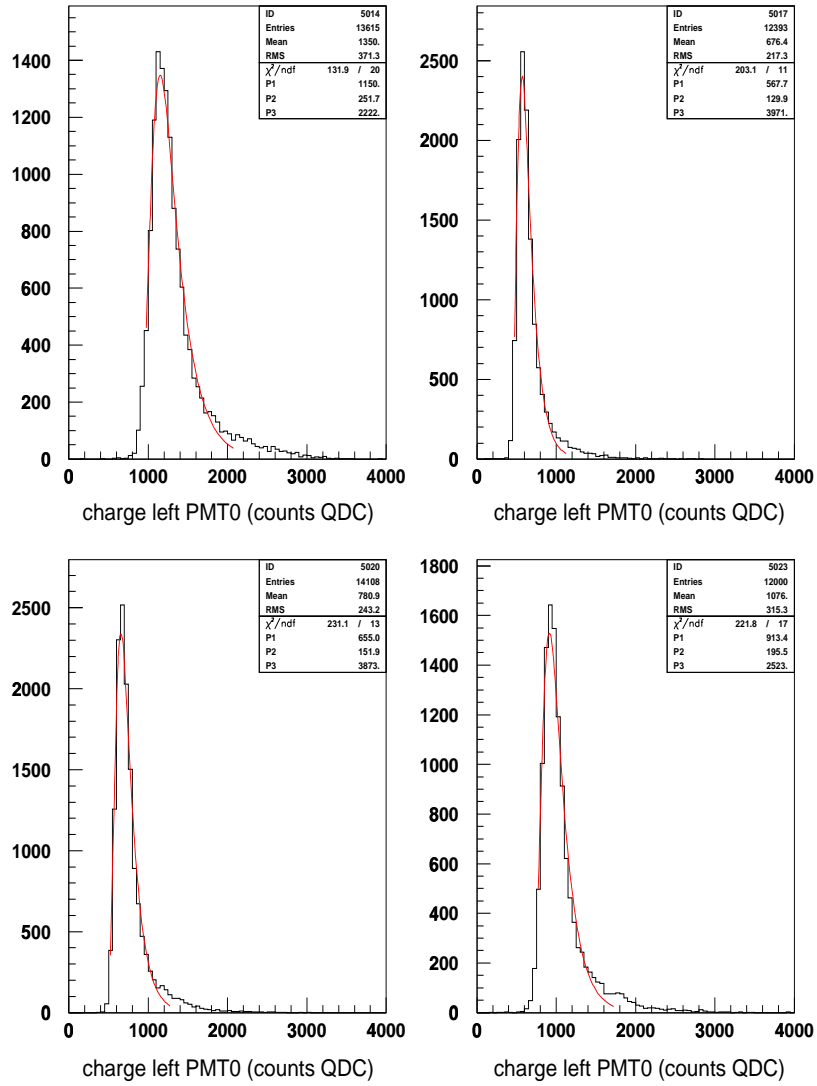 ID 5014
Entries 13615
Mean 1350.
RMS 371.3
χ²/ndf 131.9 / 20
P1 1150.
P2 251.7
P3 2222.
1400
1200
1000
800
600
400
200
0
0 1000 2000 3000 4000
charge left PMT0 (counts QDC)
ID 5017
Entries 12393
Mean 676.4
RMS 217.3
χ²/ndf 203.1 / 11
P1 567.7
P2 129.9
P3 3971.
2500
2000
1500
1000
500
0
0 1000 2000 3000 4000
charge left PMT0 (counts QDC)
ID 5020
Entries 14108
Mean 780.9
RMS 243.2
χ²/ndf 231.1 / 13
P1 655.0
P2 151.9
P3 3873.
2500
2000
1500
1000
500
0
0 1000 2000 3000 4000
charge left PMT0 (counts QDC)
ID 5023
Entries 12000
Mean 1076.
RMS 315.3
χ²/ndf 221.8 / 17
P1 913.4
P2 195.5
P3 2523.
1800
1600
1400
1200
1000
800
600
400
200
0
0 1000 2000 3000 4000
charge left PMT0 (counts QDC)